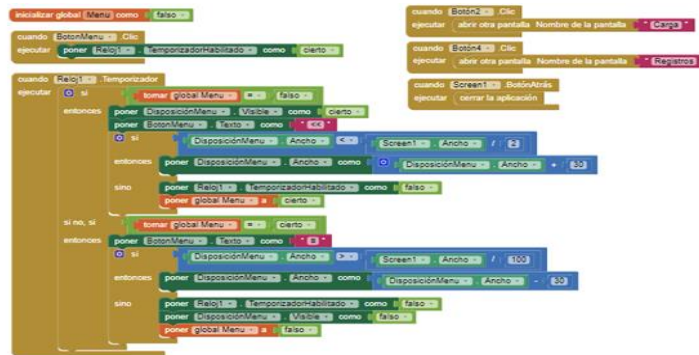 inicializar global Menu como falso
cuando BotonMenu .Clic
ejecutar poner Reloj1 . TemporizadorHabilitado como cierto
cuando Reloj1 .Temporizador
ejecutar si tomar global Menu = falso
entonces poner DisposiciónMenu . Visible como cierto
poner BotonMenu . Texto como " << "
si DisposiciónMenu . Ancho < Screen1 . Ancho / 2
entonces poner DisposiciónMenu . Ancho como DisposiciónMenu . Ancho + 30
sino poner Reloj1 . TemporizadorHabilitado como falso
poner global Menu a cierto
si no, si tomar global Menu = cierto
entonces poner BotonMenu . Texto como " ≡ "
si DisposiciónMenu . Ancho > Screen1 . Ancho / 100
entonces poner DisposiciónMenu . Ancho como DisposiciónMenu . Ancho - 30
sino poner Reloj1 . TemporizadorHabilitado como falso
poner DisposiciónMenu . Visible como falso
poner global Menu a falso
cuando Botón2 .Clic
ejecutar abrir otra pantalla Nombre de la pantalla " Carga "
cuando Botón4 .Clic
ejecutar abrir otra pantalla Nombre de la pantalla " Registros
cuando Screen1 .BotónAtrás
ejecutar cerrar la aplicación